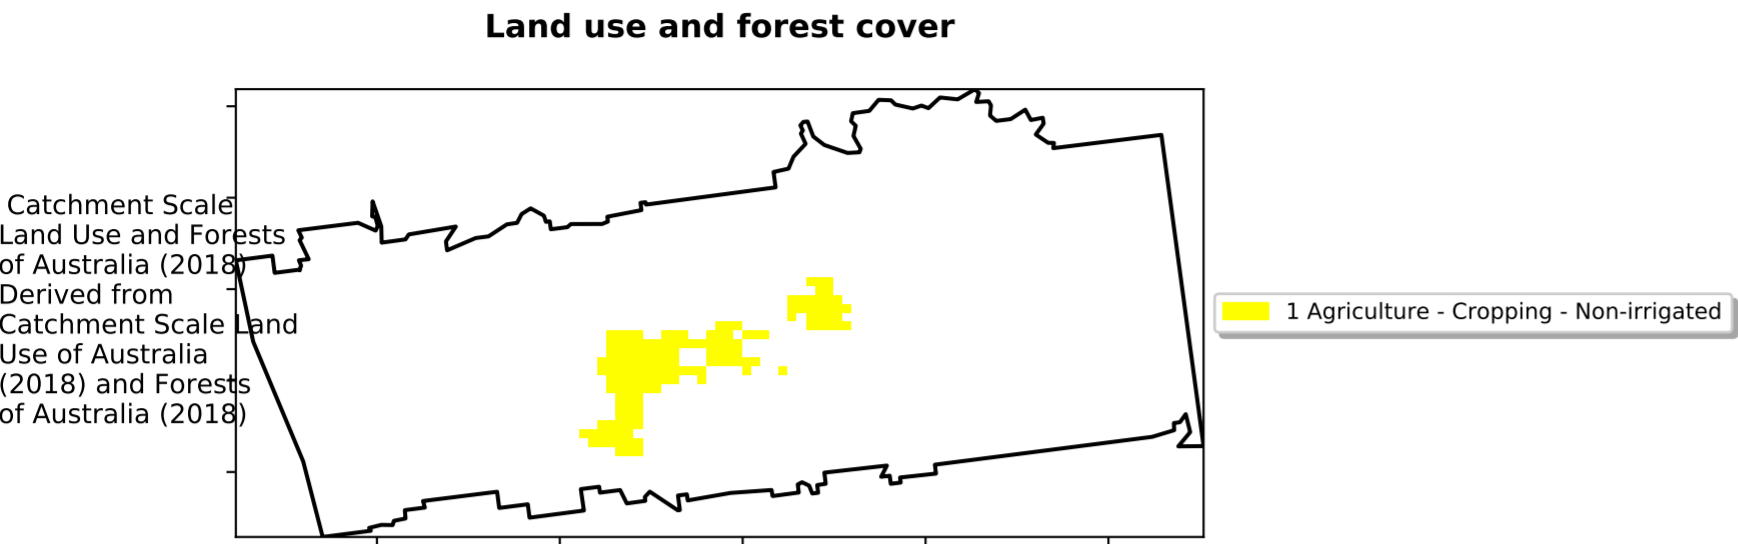 Land use and forest cover
Catchment Scale
Land Use and Forests
of Australia (2018)
Derived from
Catchment Scale Land
Use of Australia
(2018) and Forests
of Australia (2018)
1 Agriculture - Cropping - Non-irrigated